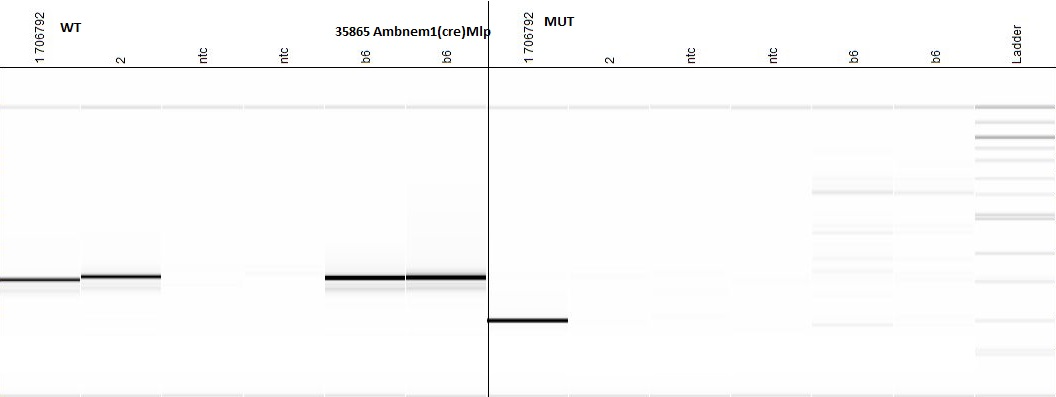 WT
35865 Ambnem1(cre)Mlp
MUT
1 706792
2
ntc
ntc
b6
b6
1 706792
2
ntc
ntc
b6
b6
Ladder